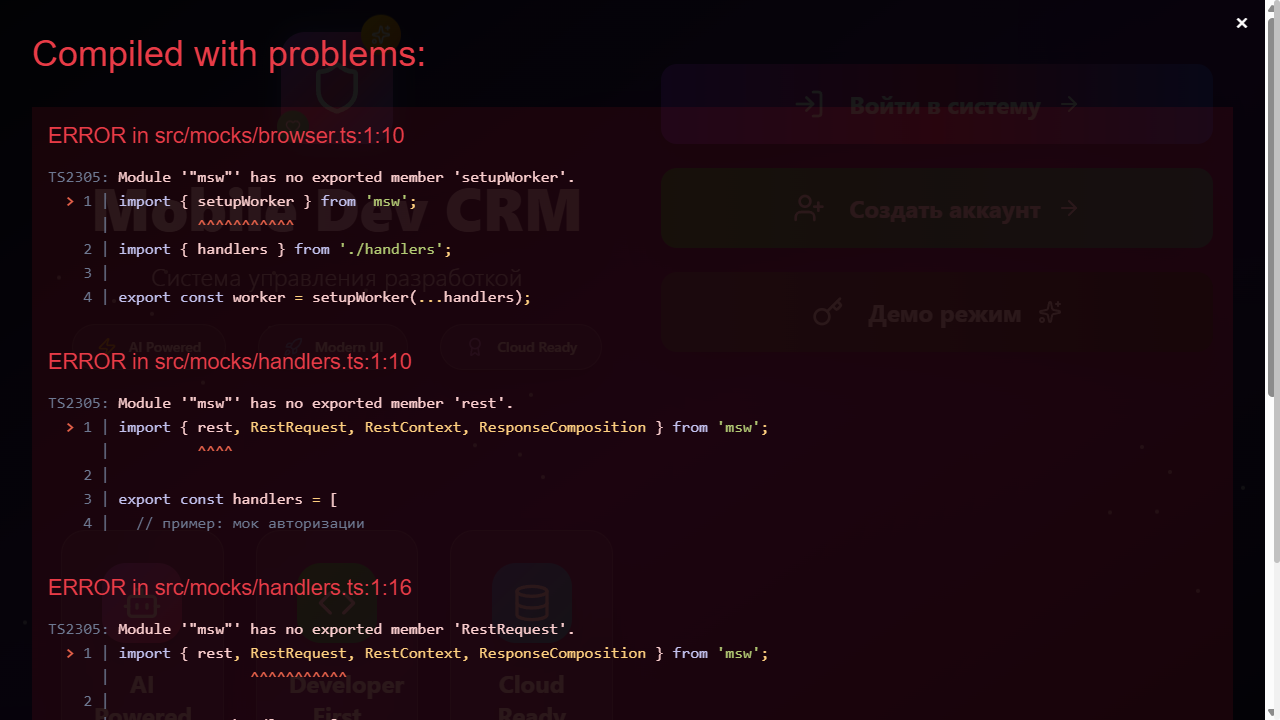 Compiled with problems:
×
Войти в систему
Создать аккаунт
Демо режим
Mobile Dev CRM
Система управления разработкой
AI Powered
Modern UI
Cloud Ready
ERROR in src/mocks/browser.ts:1:10
TS2305: Module '"msw"' has no exported member 'setupWorker'.
> 1 | import { setupWorker } from 'msw';
| ^^^^^^^^^^^
2 | import { handlers } from './handlers';
3 |
4 | export const worker = setupWorker(...handlers);
ERROR in src/mocks/handlers.ts:1:10
TS2305: Module '"msw"' has no exported member 'rest'.
> 1 | import { rest, RestRequest, RestContext, ResponseComposition } from 'msw';
| ^^^^
2 |
3 | export const handlers = [
4 | // пример: мок авторизации
ERROR in src/mocks/handlers.ts:1:16
TS2305: Module '"msw"' has no exported member 'RestRequest'.
> 1 | import { rest, RestRequest, RestContext, ResponseComposition } from 'msw';
| ^^^^^^^^^^^
2 |
AI
Powered
Developer
First
Cloud
Ready